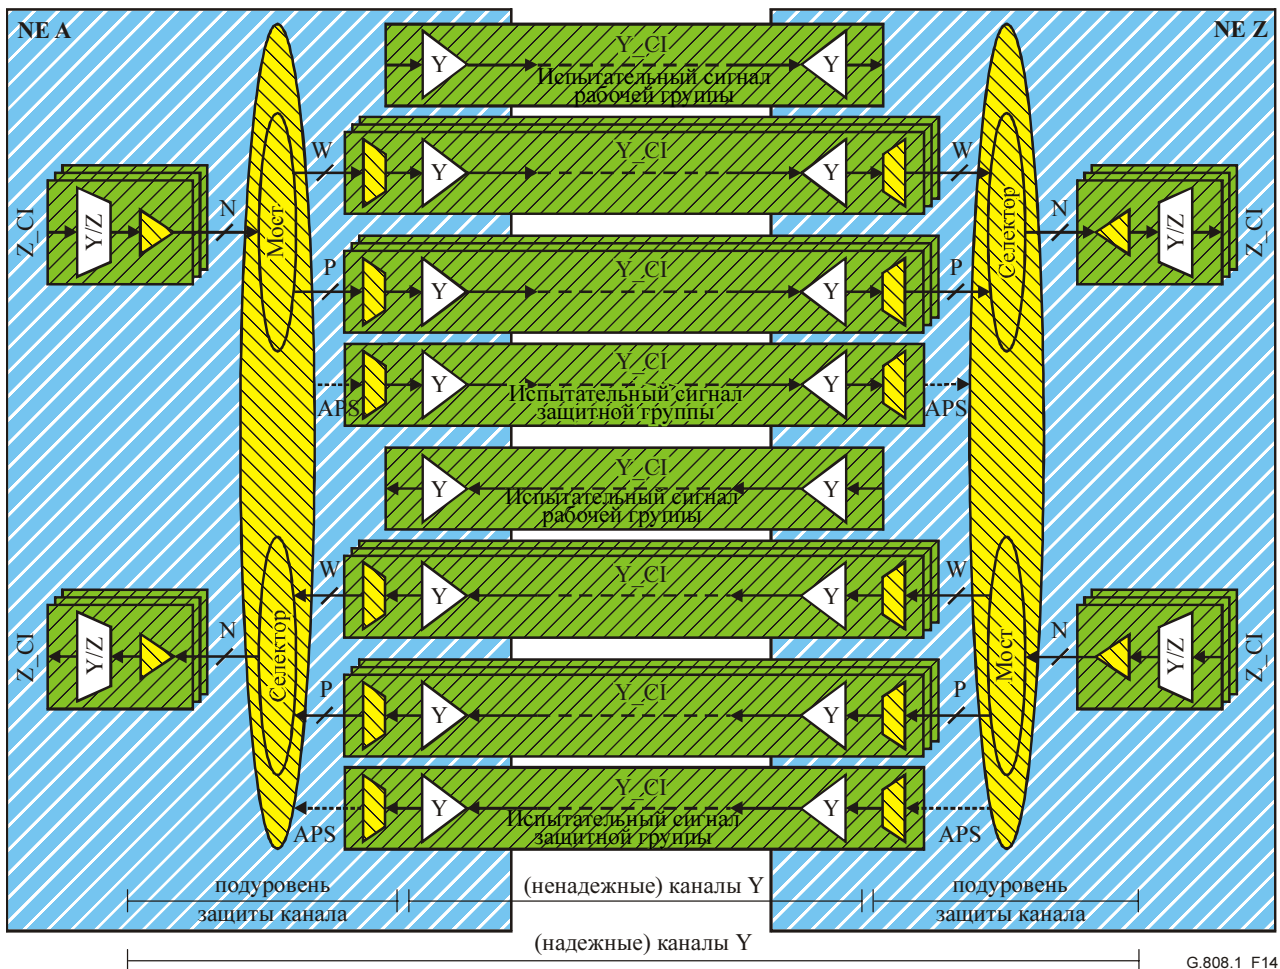 NE A
NE Z
Y
Y_CI
Y
Испытательный сигнал
рабочей группы
W
Y
Y_CI
Y
W
Z_CI
Y/Z
N
Мост
Селектор
N
Y/Z
Z_CI
P
Y
Y_CI
Y
P
Y_CI
Y
Y
Испытательный сигнал
защитной группы
APS
APS
Y_CI
Y
Y
Испытательный сигнал
рабочей группы
W
Y
Y_CI
Y
W
Z_CI
Y/Z
N
Селектор
Мост
N
Y/Z
Z_CI
P
Y
Y_CI
Y
P
Y_CI
Y
Y
Испытательный сигнал
защитной группы
APS
APS
подуровень
защиты канала
(ненадежные) каналы Y
подуровень
защиты канала
(надежные) каналы Y
G.808.1_F14